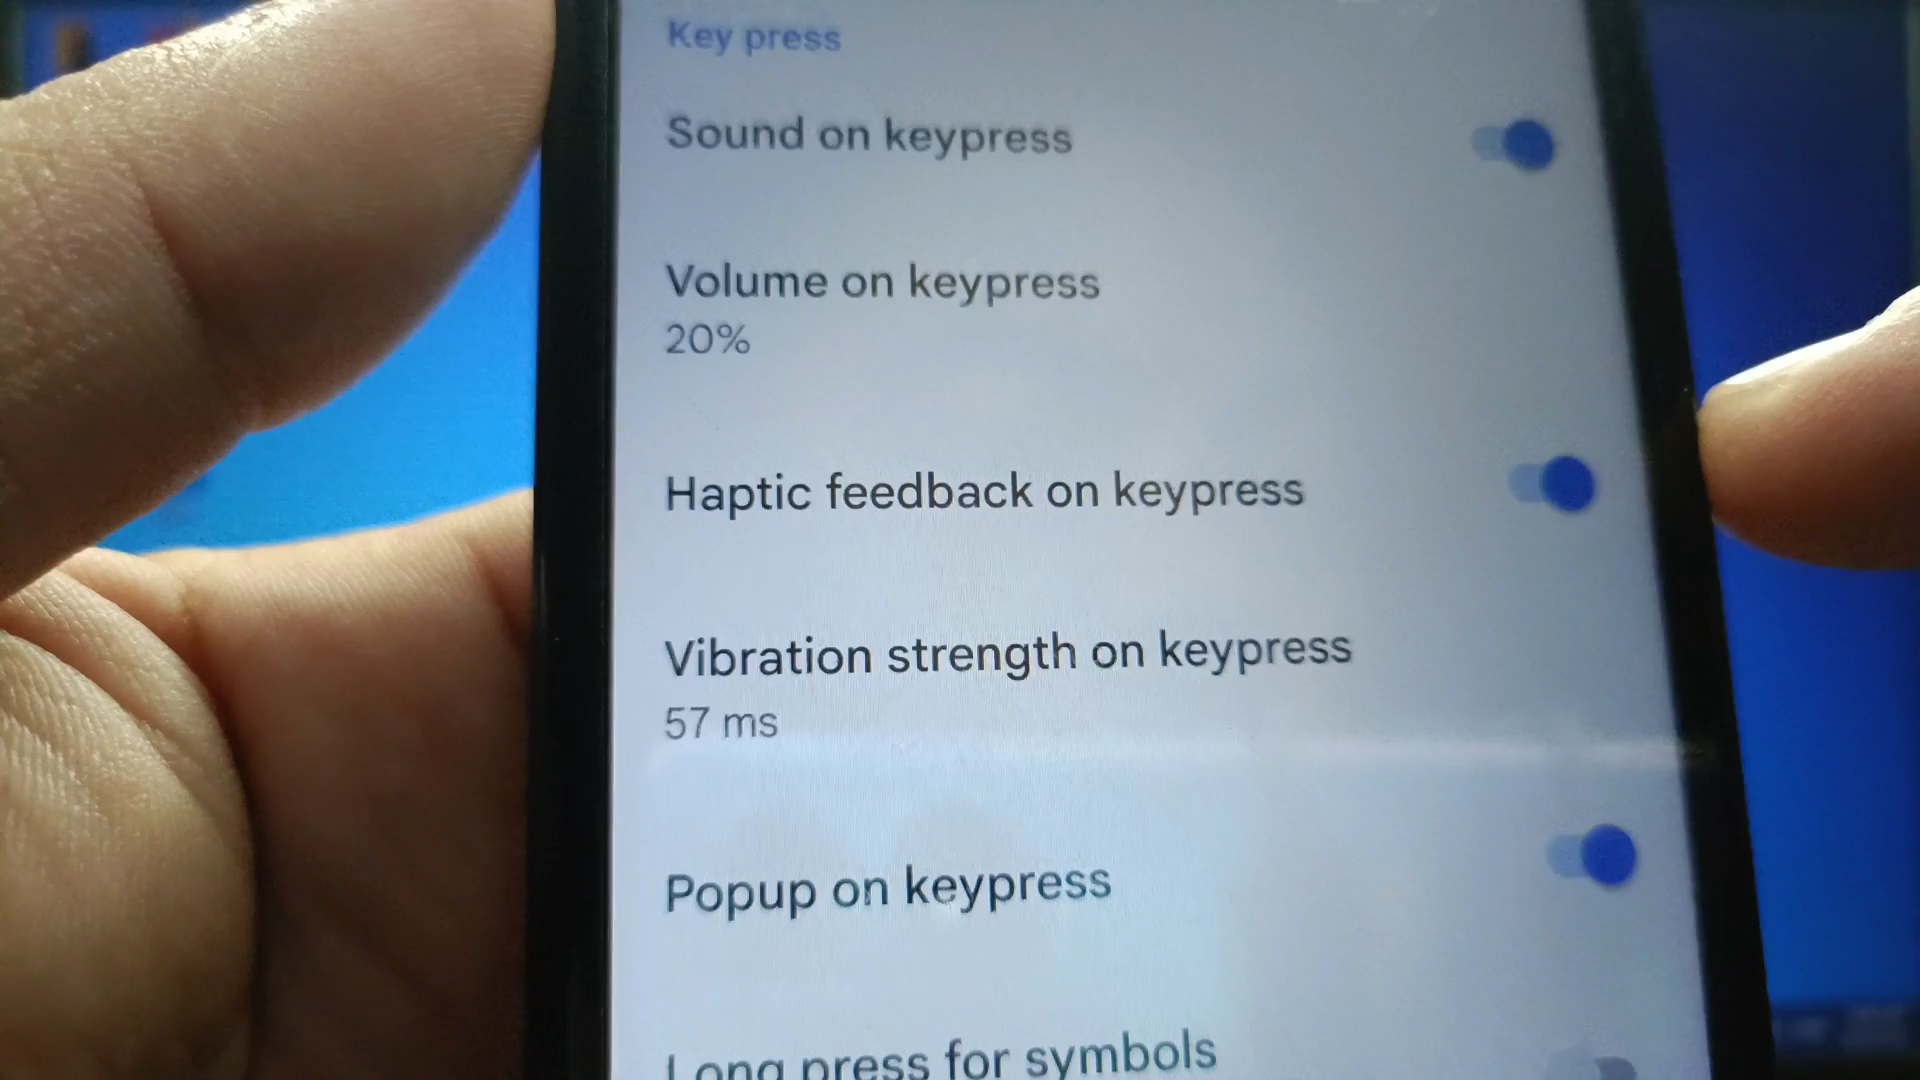 Key press
Sound on keypress
Volume on keypress
20%
Haptic feedback on keypress
Vibration strength on keypress
57 ms
Popup on keypress
Long press for symbols